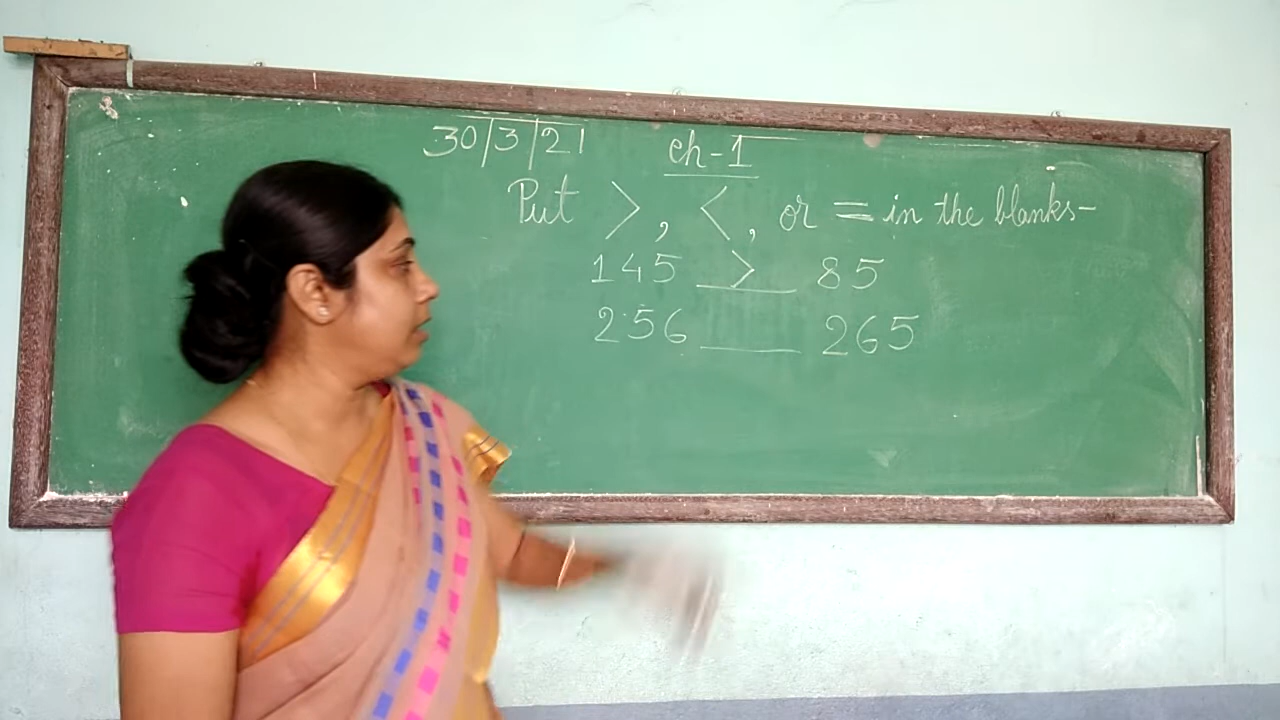 30/3/21 ch-1
Put >, <, or = in the blanks-
145 > 85
256 ___ 265